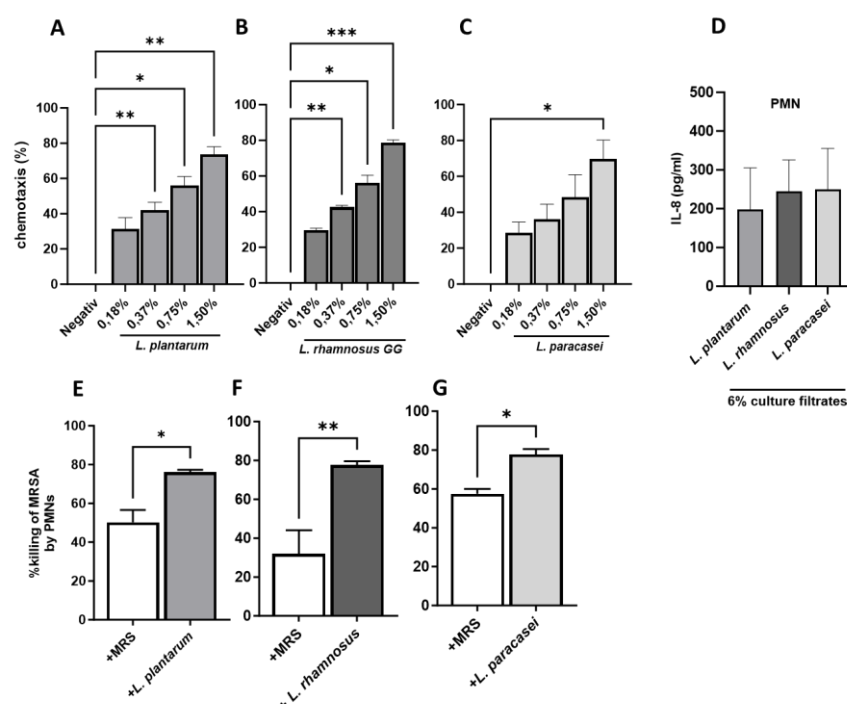 A
B
C
D
**
*
**
***
*
**
*
chemotaxis (%)
100
80
60
40
20
0
Negativ
0,18%
0,37%
0,75%
1,50%
L. plantarum
100
80
60
40
20
0
Negativ
0,18%
0,37%
0,75%
1,50%
L. rhamnosus GG
100
80
60
40
20
0
Negativ
0,18%
0,37%
0,75%
1,50%
L. paracasei
PMN
IL-8 (pg/ml)
500
400
300
200
100
0
L. plantarum
L. rhamnosus
L. paracasei
6% culture filtrates
E
F
G
*
**
*
%killing of MRSA
by PMNs
100
80
60
40
20
0
+MRS
+L. plantarum
100
80
60
40
20
0
+MRS
+ L. rhamnosus
100
80
60
40
20
0
+MRS
+ L. paracasei